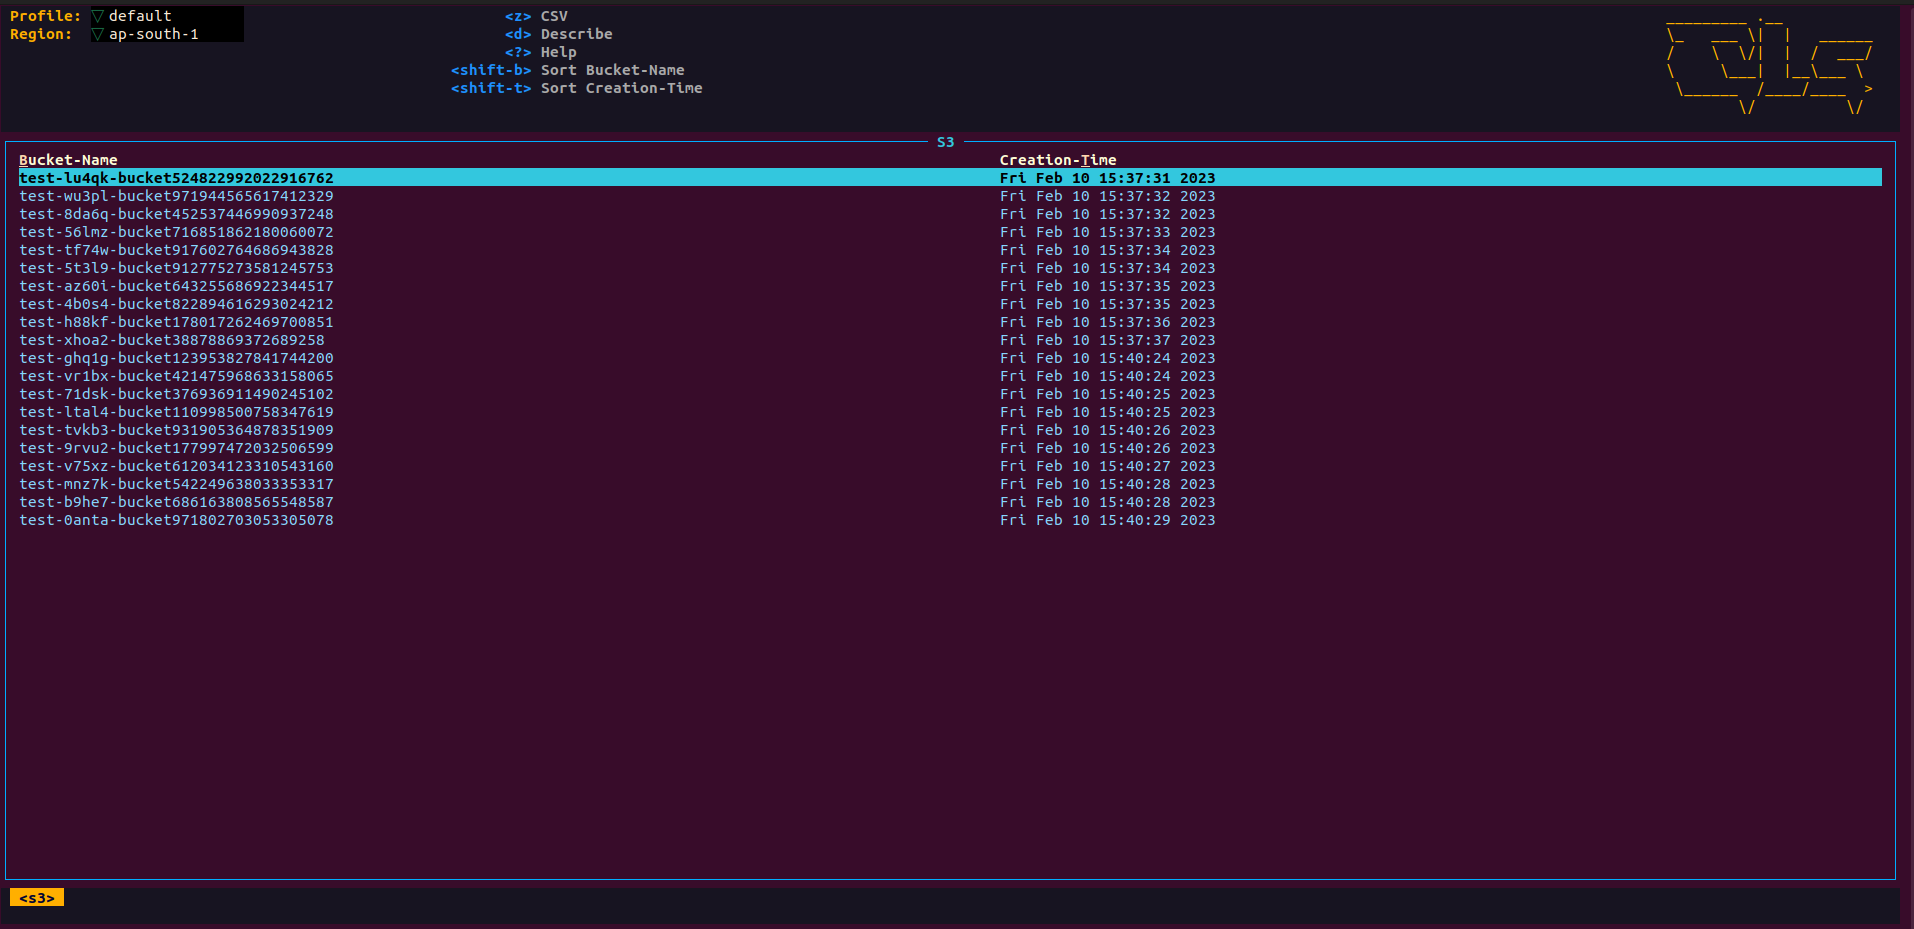 Profile: ▽ default
Region: ▽ ap-south-1
<z> CSV
<d> Describe
<?> Help
<shift-b> Sort Bucket-Name
<shift-t> Sort Creation-Time
S3
Bucket-Name Creation-Time
test-lu4qk-bucket524822992022916762 Fri Feb 10 15:37:31 2023
test-wu3pl-bucket971944565617412329 Fri Feb 10 15:37:32 2023
test-8da6q-bucket452537446990937248 Fri Feb 10 15:37:32 2023
test-56lmz-bucket716851862180060072 Fri Feb 10 15:37:33 2023
test-tf74w-bucket917602764686943828 Fri Feb 10 15:37:34 2023
test-5t3l9-bucket912775273581245753 Fri Feb 10 15:37:34 2023
test-az60i-bucket643255686922344517 Fri Feb 10 15:37:35 2023
test-4b0s4-bucket822894616293024212 Fri Feb 10 15:37:35 2023
test-h88kf-bucket178017262469700851 Fri Feb 10 15:37:36 2023
test-xhoa2-bucket38878869372689258 Fri Feb 10 15:37:37 2023
test-ghq1g-bucket123953827841744200 Fri Feb 10 15:40:24 2023
test-vr1bx-bucket421475968633158065 Fri Feb 10 15:40:24 2023
test-71dsk-bucket376936911490245102 Fri Feb 10 15:40:25 2023
test-ltal4-bucket110998500758347619 Fri Feb 10 15:40:25 2023
test-tvkb3-bucket931905364878351909 Fri Feb 10 15:40:26 2023
test-9rvu2-bucket177997472032506599 Fri Feb 10 15:40:26 2023
test-v75xz-bucket612034123310543160 Fri Feb 10 15:40:27 2023
test-mnz7k-bucket542249638033353317 Fri Feb 10 15:40:28 2023
test-b9he7-bucket686163808565548587 Fri Feb 10 15:40:28 2023
test-0anta-bucket971802703053305078 Fri Feb 10 15:40:29 2023
<s3>